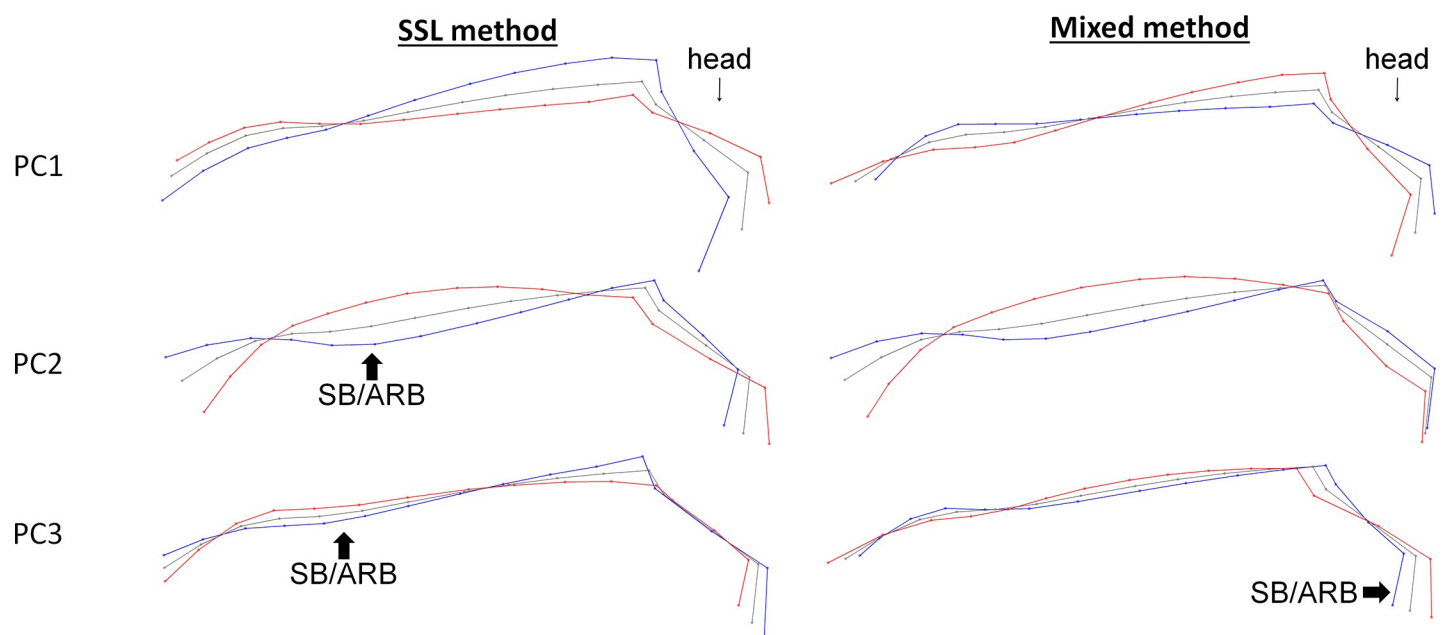 SSL method
Mixed method
head
head
PC1
PC2
SB/ARB
PC3
SB/ARB
SB/ARB